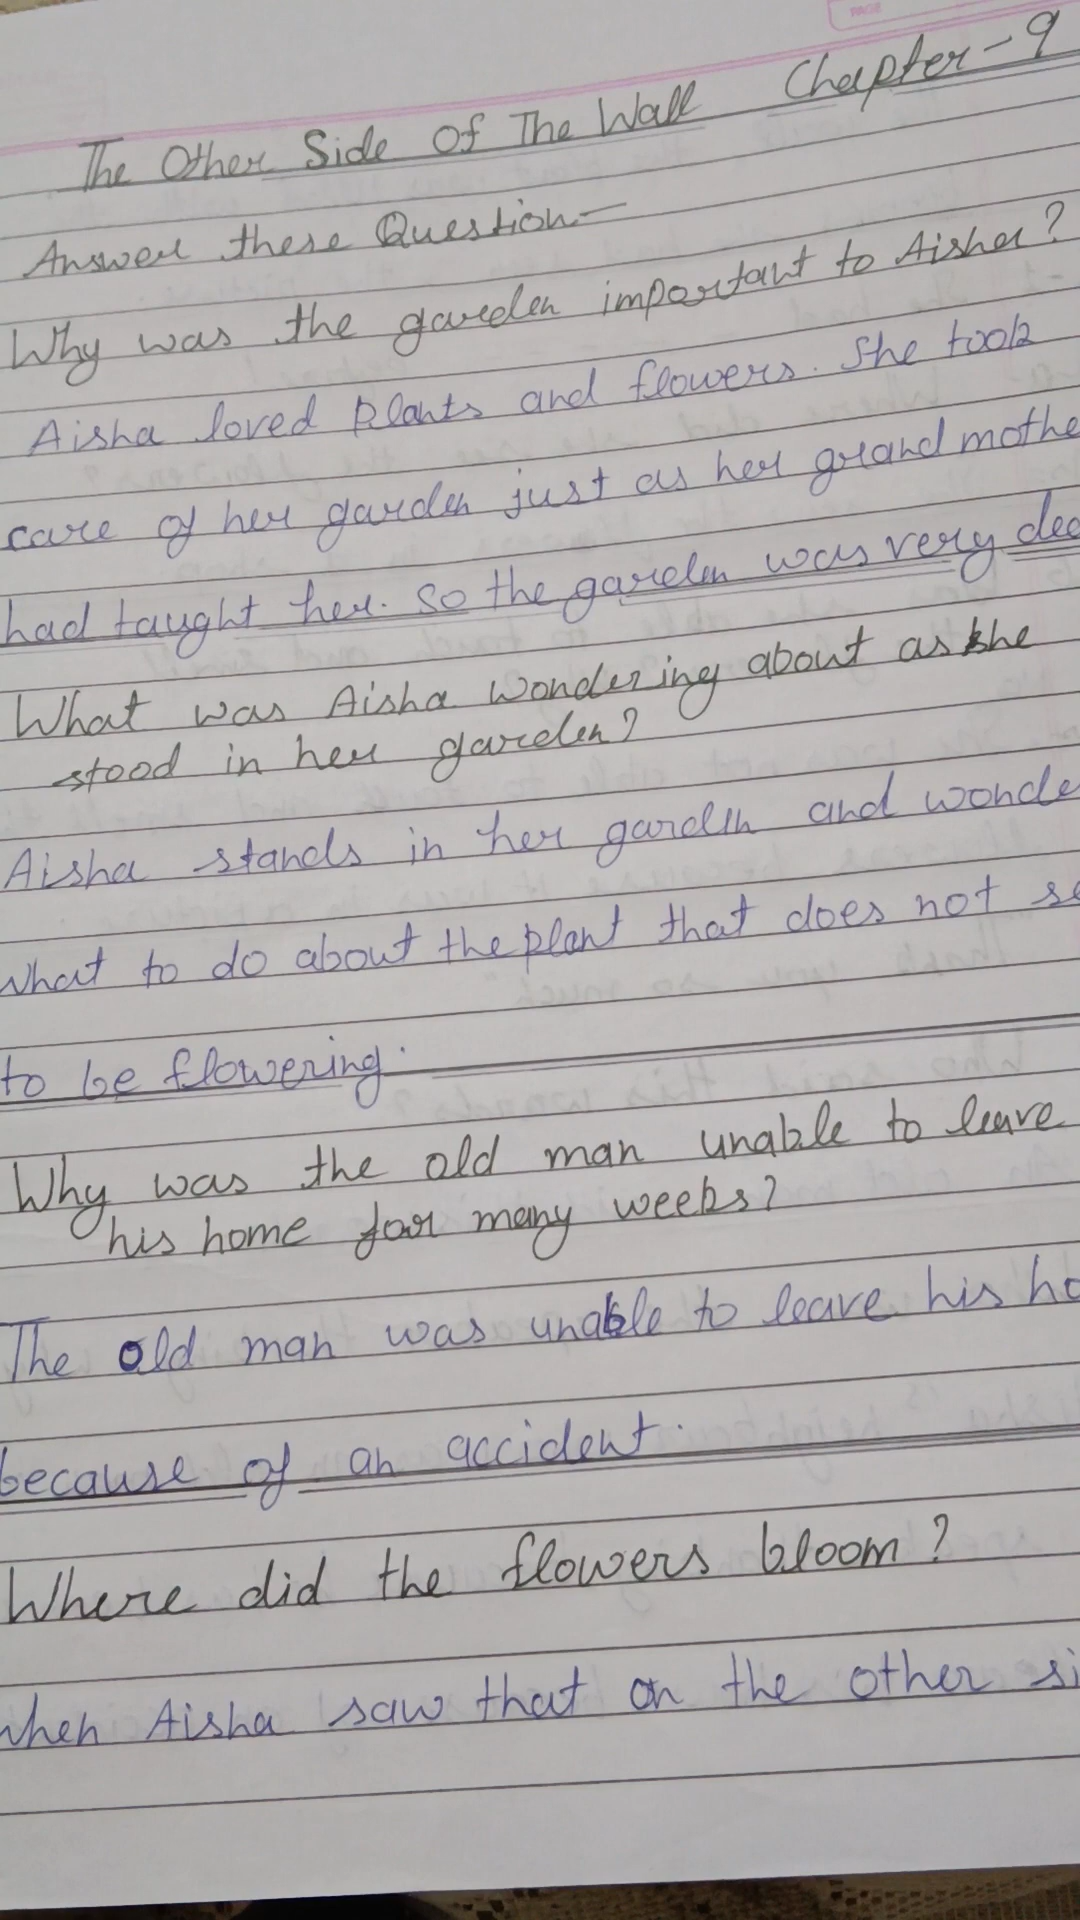 PAGE
Chapter-9
The Other Side Of The Wall
Answer these Question-
Why was the garden important to Aisha?
Aisha loved plants and flowers. She took
care of her garden just as her grand mothe
had taught her. So the garden was very dea
What was Aisha wondering about as she
stood in her garden?
Aisha stands in her garden and wonde
what to do about the plant that does not se
to be flowering.
Why was the old man unable to leave
his home for many weeks?
The old man was unable to leave his ho
because of an accident.
Where did the flowers bloom?
when Aisha saw that on the other si